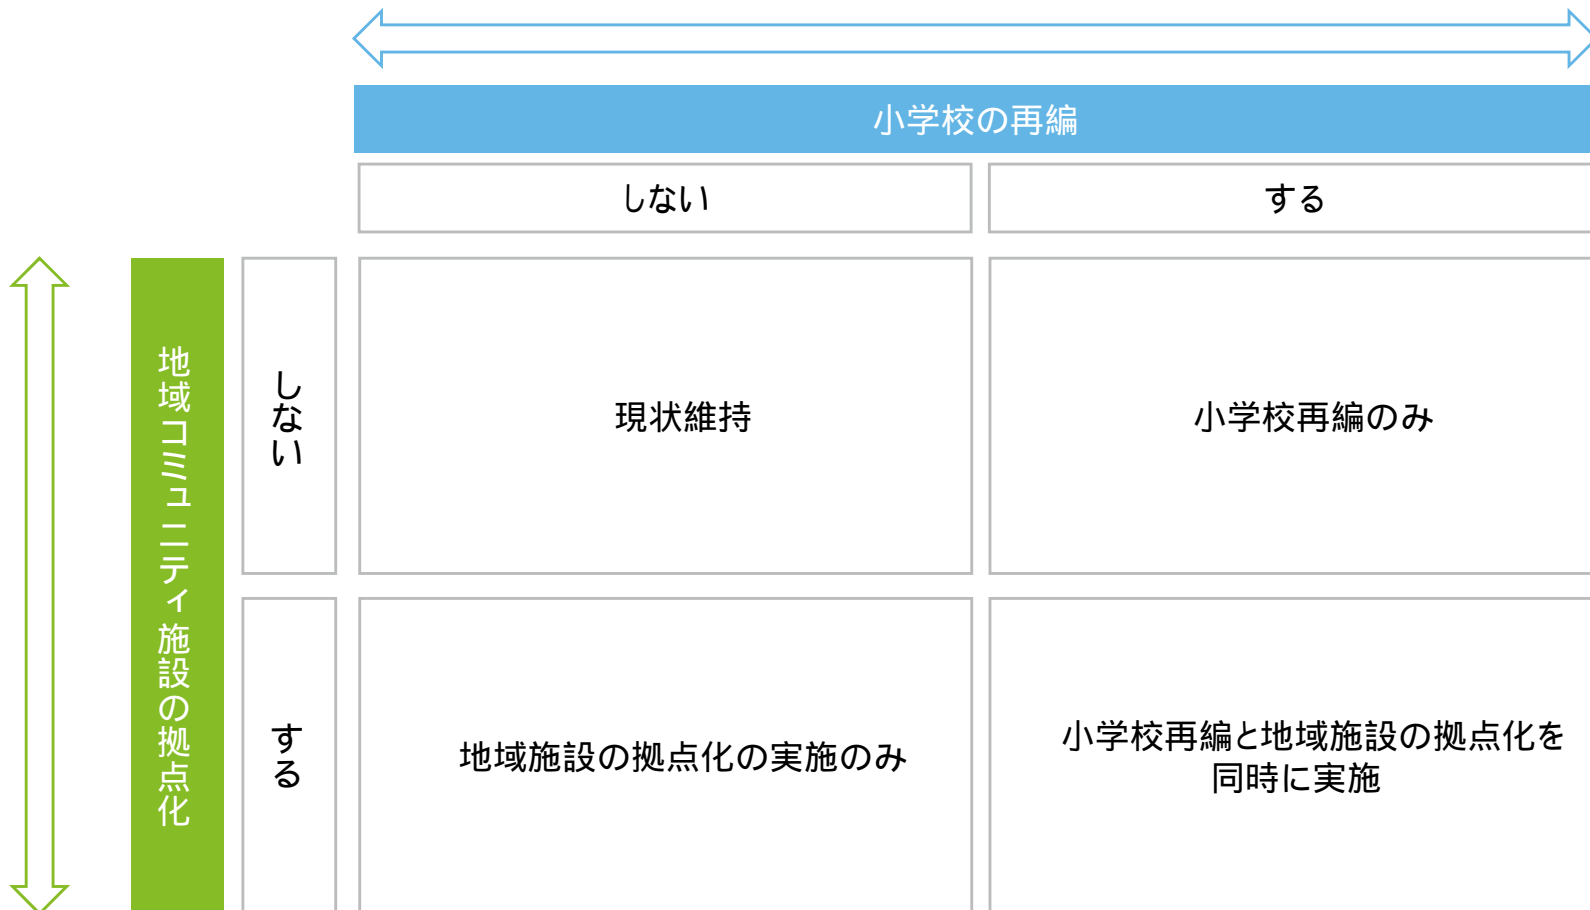 小学校の再編
しない
する
地域コミュニティ施設の拠点化
しない
現状維持
小学校再編のみ
する
地域施設の拠点化の実施のみ
小学校再編と地域施設の拠点化を
同時に実施